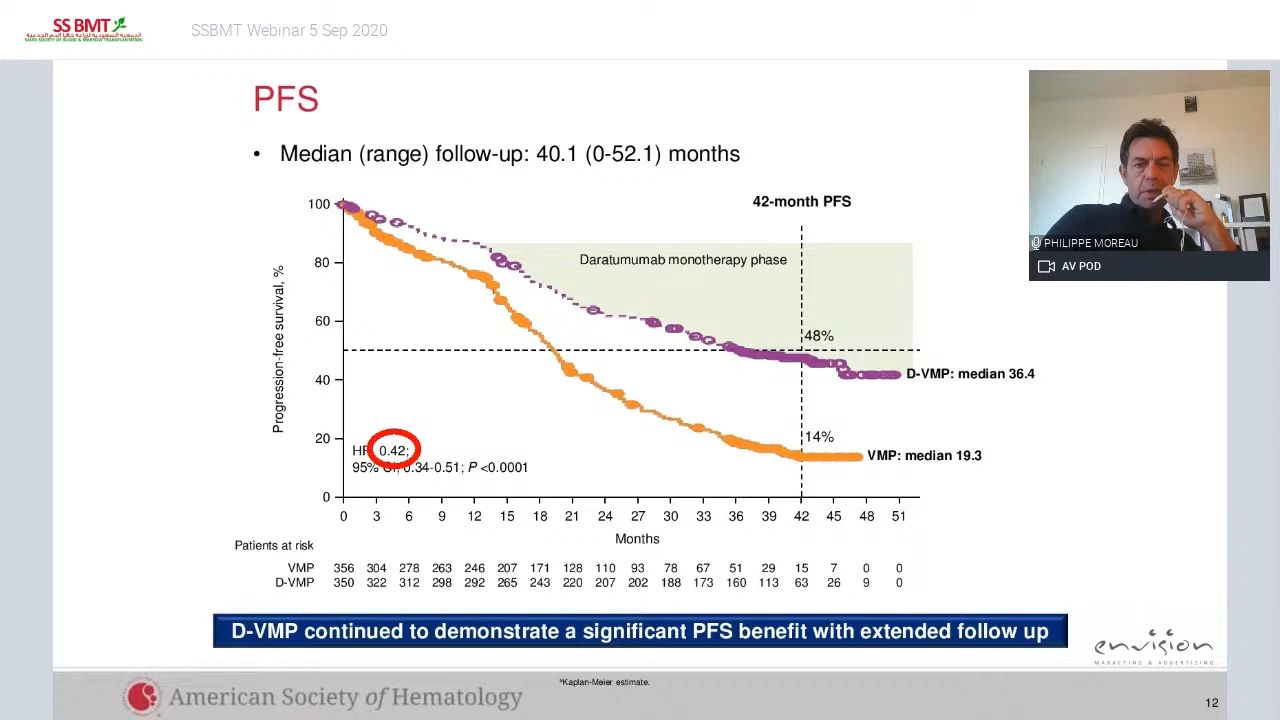 SS BMT
SAUDI SOCIETY OF BLOOD & MARROW TRANSPLANTATION
SSBMT Webinar 5 Sep 2020
PFS
• Median (range) follow-up: 40.1 (0-52.1) months
42-month PFS
Daratumumab monotherapy phase
Progression-free survival, %
100
80
60
40
20
0
48%
D-VMP: median 36.4
14%
VMP: median 19.3
0.42;
95% CI, 0.34-0.51; P <0.0001
0 3 6 9 12 15 18 21 24 27 30 33 36 39 42 45 48 51
Months
Patients at risk
VMP 356 304 278 263 246 207 171 128 110 93 78 67 51 29 15 7 0 0
D-VMP 350 322 312 298 292 265 243 220 207 202 188 173 160 113 63 26 9 0
PHILIPPE MOREAU
AV POD
D-VMP continued to demonstrate a significant PFS benefit with extended follow up
envision
MARKETING & ADVERTISING
American Society of Hematology
ᵃKaplan-Meier estimate.
12